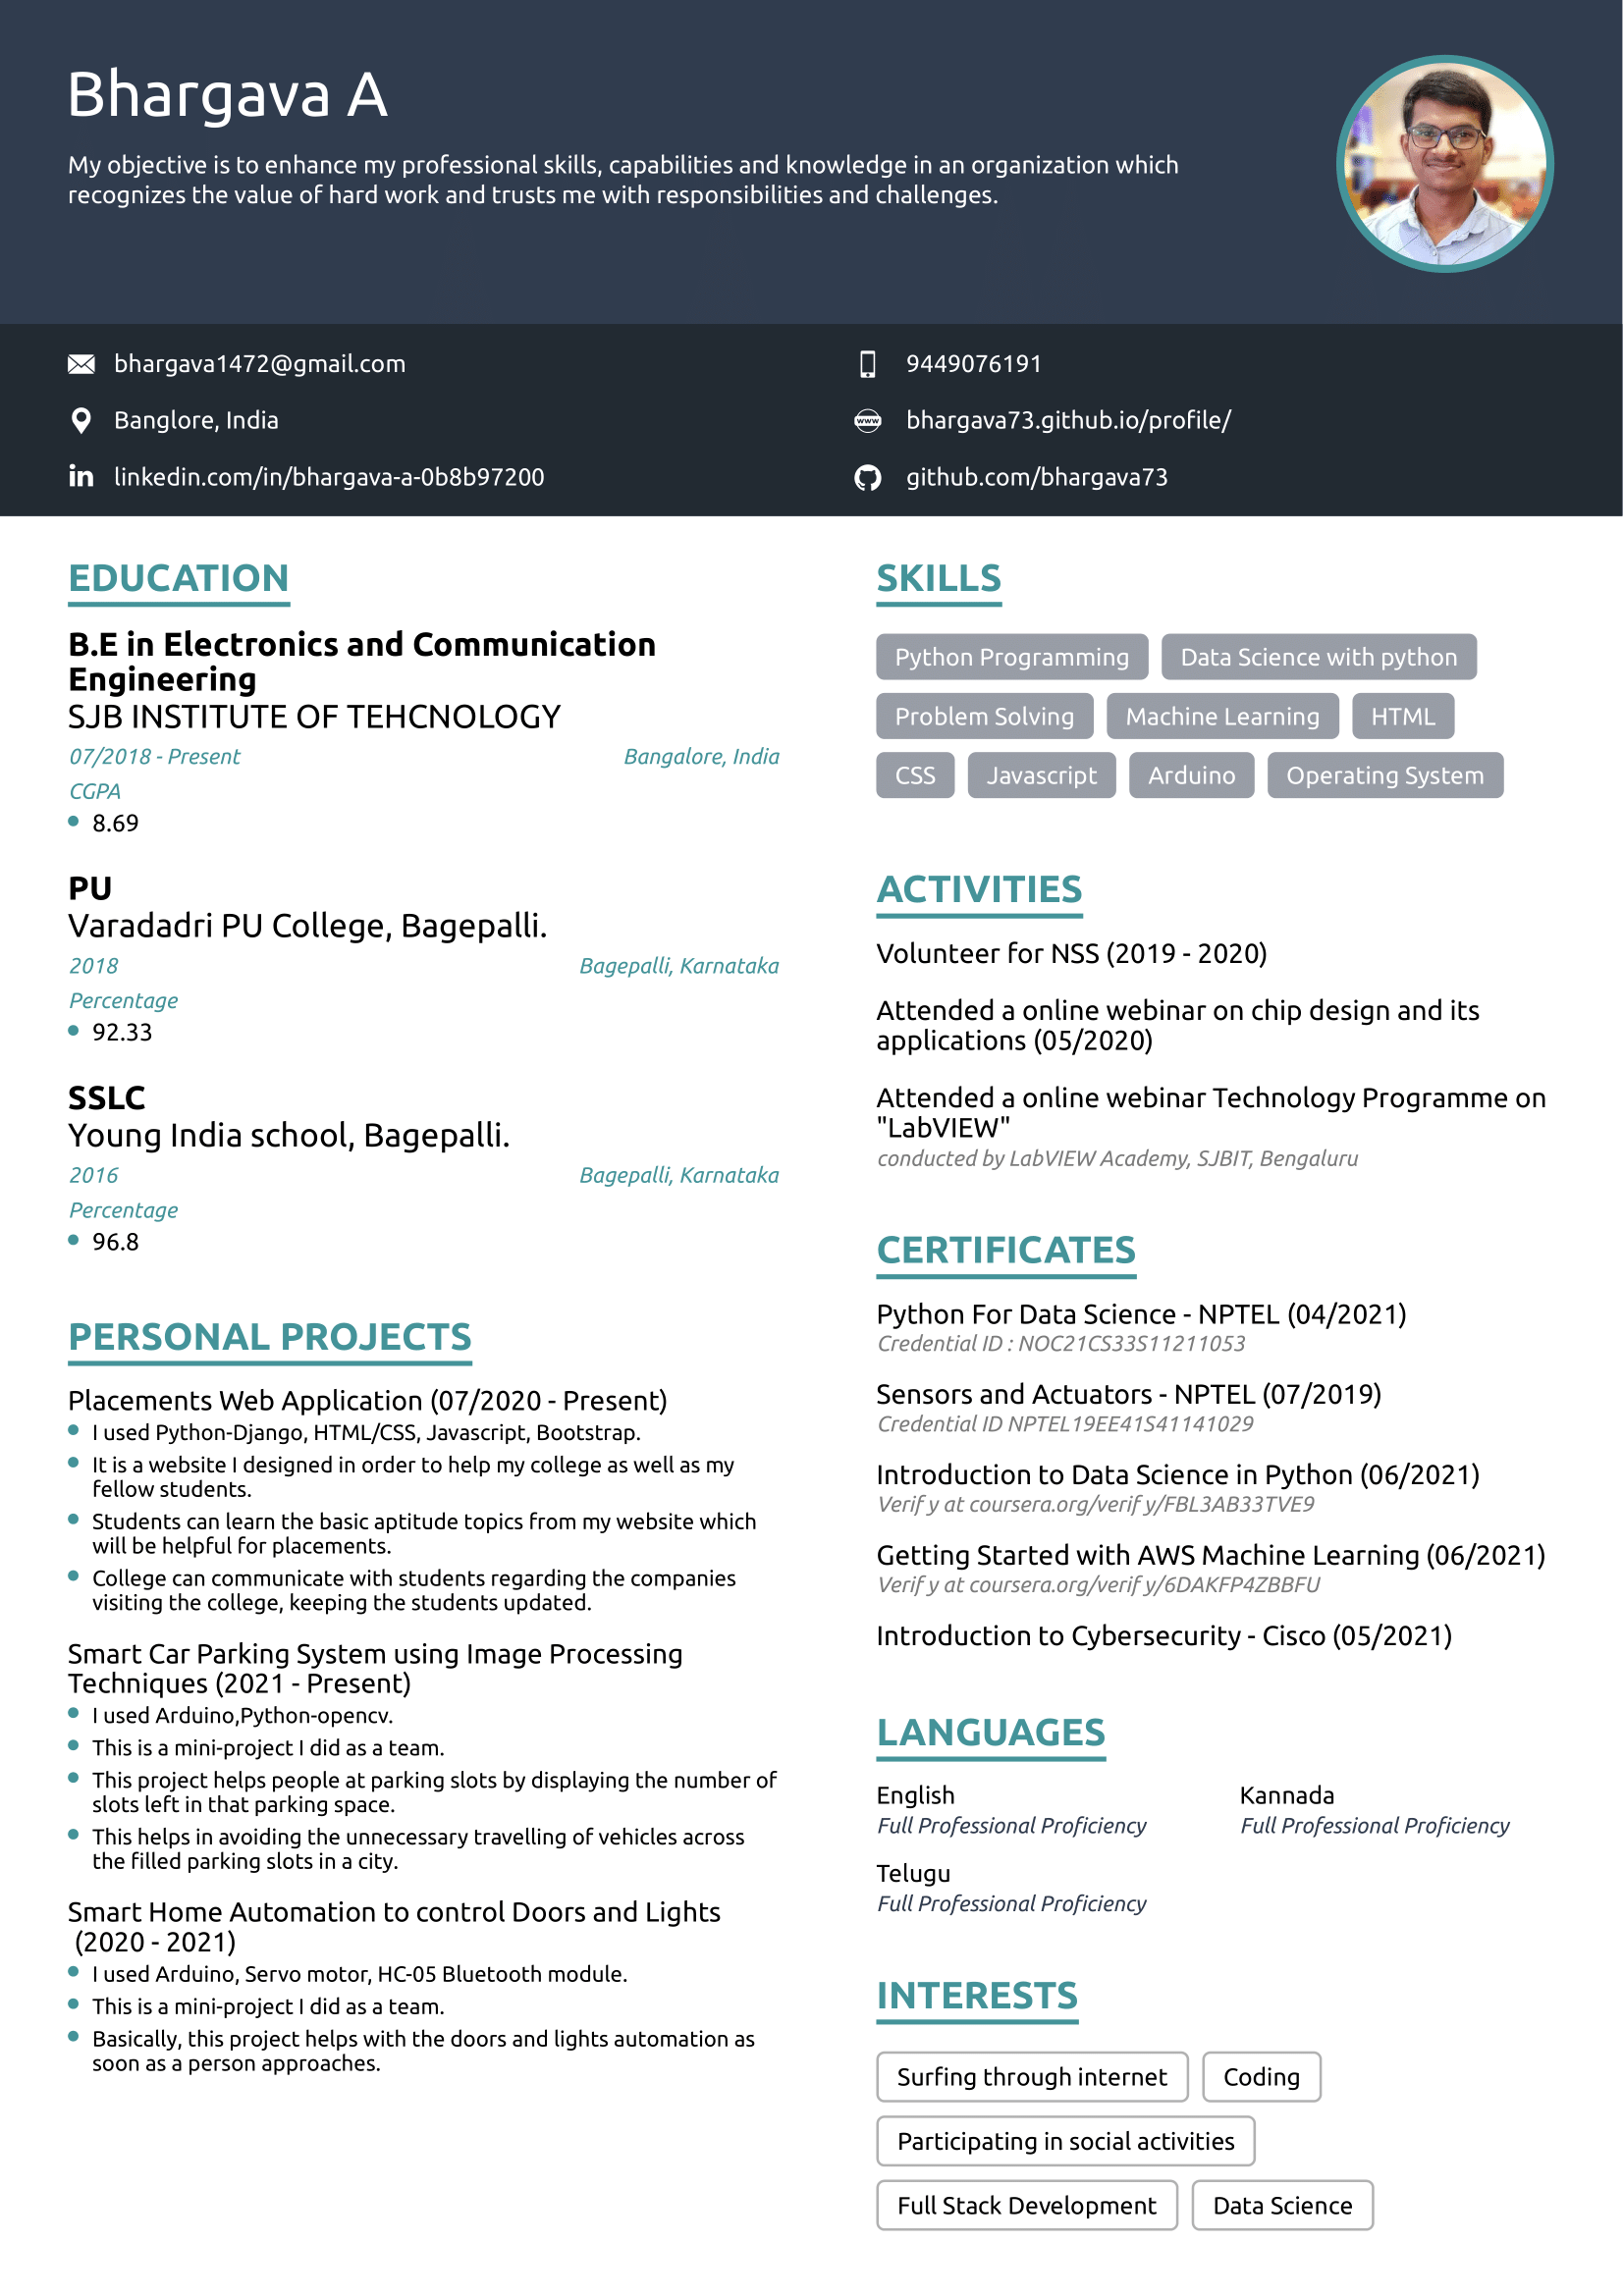 Bhargava A
My objective is to enhance my professional skills, capabilities and knowledge in an organization which
recognizes the value of hard work and trusts me with responsibilities and challenges.
bhargava1472@gmail.com
9449076191
Banglore, India
bhargava73.github.io/profile/
linkedin.com/in/bhargava-a-0b8b97200
github.com/bhargava73
EDUCATION
B.E in Electronics and Communication
Engineering
SJB INSTITUTE OF TEHCNOLOGY
07/2018 - Present
Bangalore, India
CGPA
8.69
PU
Varadadri PU College, Bagepalli.
2018
Bagepalli, Karnataka
Percentage
92.33
SSLC
Young India school, Bagepalli.
2016
Bagepalli, Karnataka
Percentage
96.8
PERSONAL PROJECTS
Placements Web Application (07/2020 - Present)
I used Python-Django, HTML/CSS, Javascript, Bootstrap.
It is a website I designed in order to help my college as well as my
fellow students.
Students can learn the basic aptitude topics from my website which
will be helpful for placements.
College can communicate with students regarding the companies
visiting the college, keeping the students updated.
Smart Car Parking System using Image Processing
Techniques (2021 - Present)
I used Arduino,Python-opencv.
This is a mini-project I did as a team.
This project helps people at parking slots by displaying the number of
slots left in that parking space.
This helps in avoiding the unnecessary travelling of vehicles across
the filled parking slots in a city.
Smart Home Automation to control Doors and Lights
(2020 - 2021)
I used Arduino, Servo motor, HC-05 Bluetooth module.
This is a mini-project I did as a team.
Basically, this project helps with the doors and lights automation as
soon as a person approaches.
SKILLS
Python Programming
Data Science with python
Problem Solving
Machine Learning
HTML
CSS
Javascript
Arduino
Operating System
ACTIVITIES
Volunteer for NSS (2019 - 2020)
Attended a online webinar on chip design and its
applications (05/2020)
Attended a online webinar Technology Programme on
"LabVIEW"
conducted by LabVIEW Academy, SJBIT, Bengaluru
CERTIFICATES
Python For Data Science - NPTEL (04/2021)
Credential ID : NOC21CS33S11211053
Sensors and Actuators - NPTEL (07/2019)
Credential ID NPTEL19EE41S41141029
Introduction to Data Science in Python (06/2021)
Verif y at coursera.org/verif y/FBL3AB33TVE9
Getting Started with AWS Machine Learning (06/2021)
Verif y at coursera.org/verif y/6DAKFP4ZBBFU
Introduction to Cybersecurity - Cisco (05/2021)
LANGUAGES
English
Full Professional Proficiency
Kannada
Full Professional Proficiency
Telugu
Full Professional Proficiency
INTERESTS
Surfing through internet
Coding
Participating in social activities
Full Stack Development
Data Science